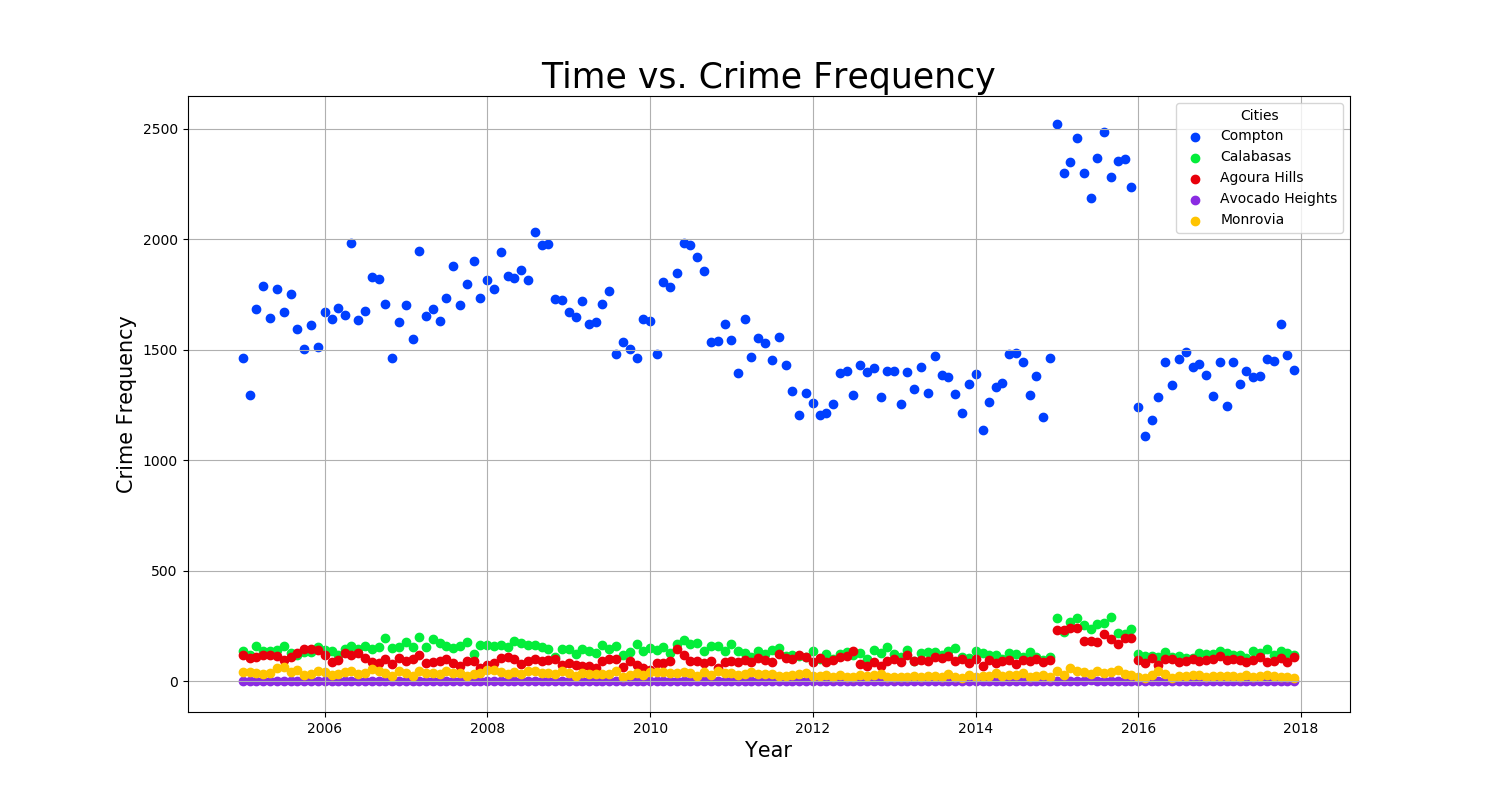 Time vs. Crime Frequency
Cities
Compton
Calabasas
Agoura Hills
Avocado Heights
Monrovia
2500
2000
1500
1000
500
0
Crime Frequency
2006 2008 2010 2012 2014 2016 2018
Year